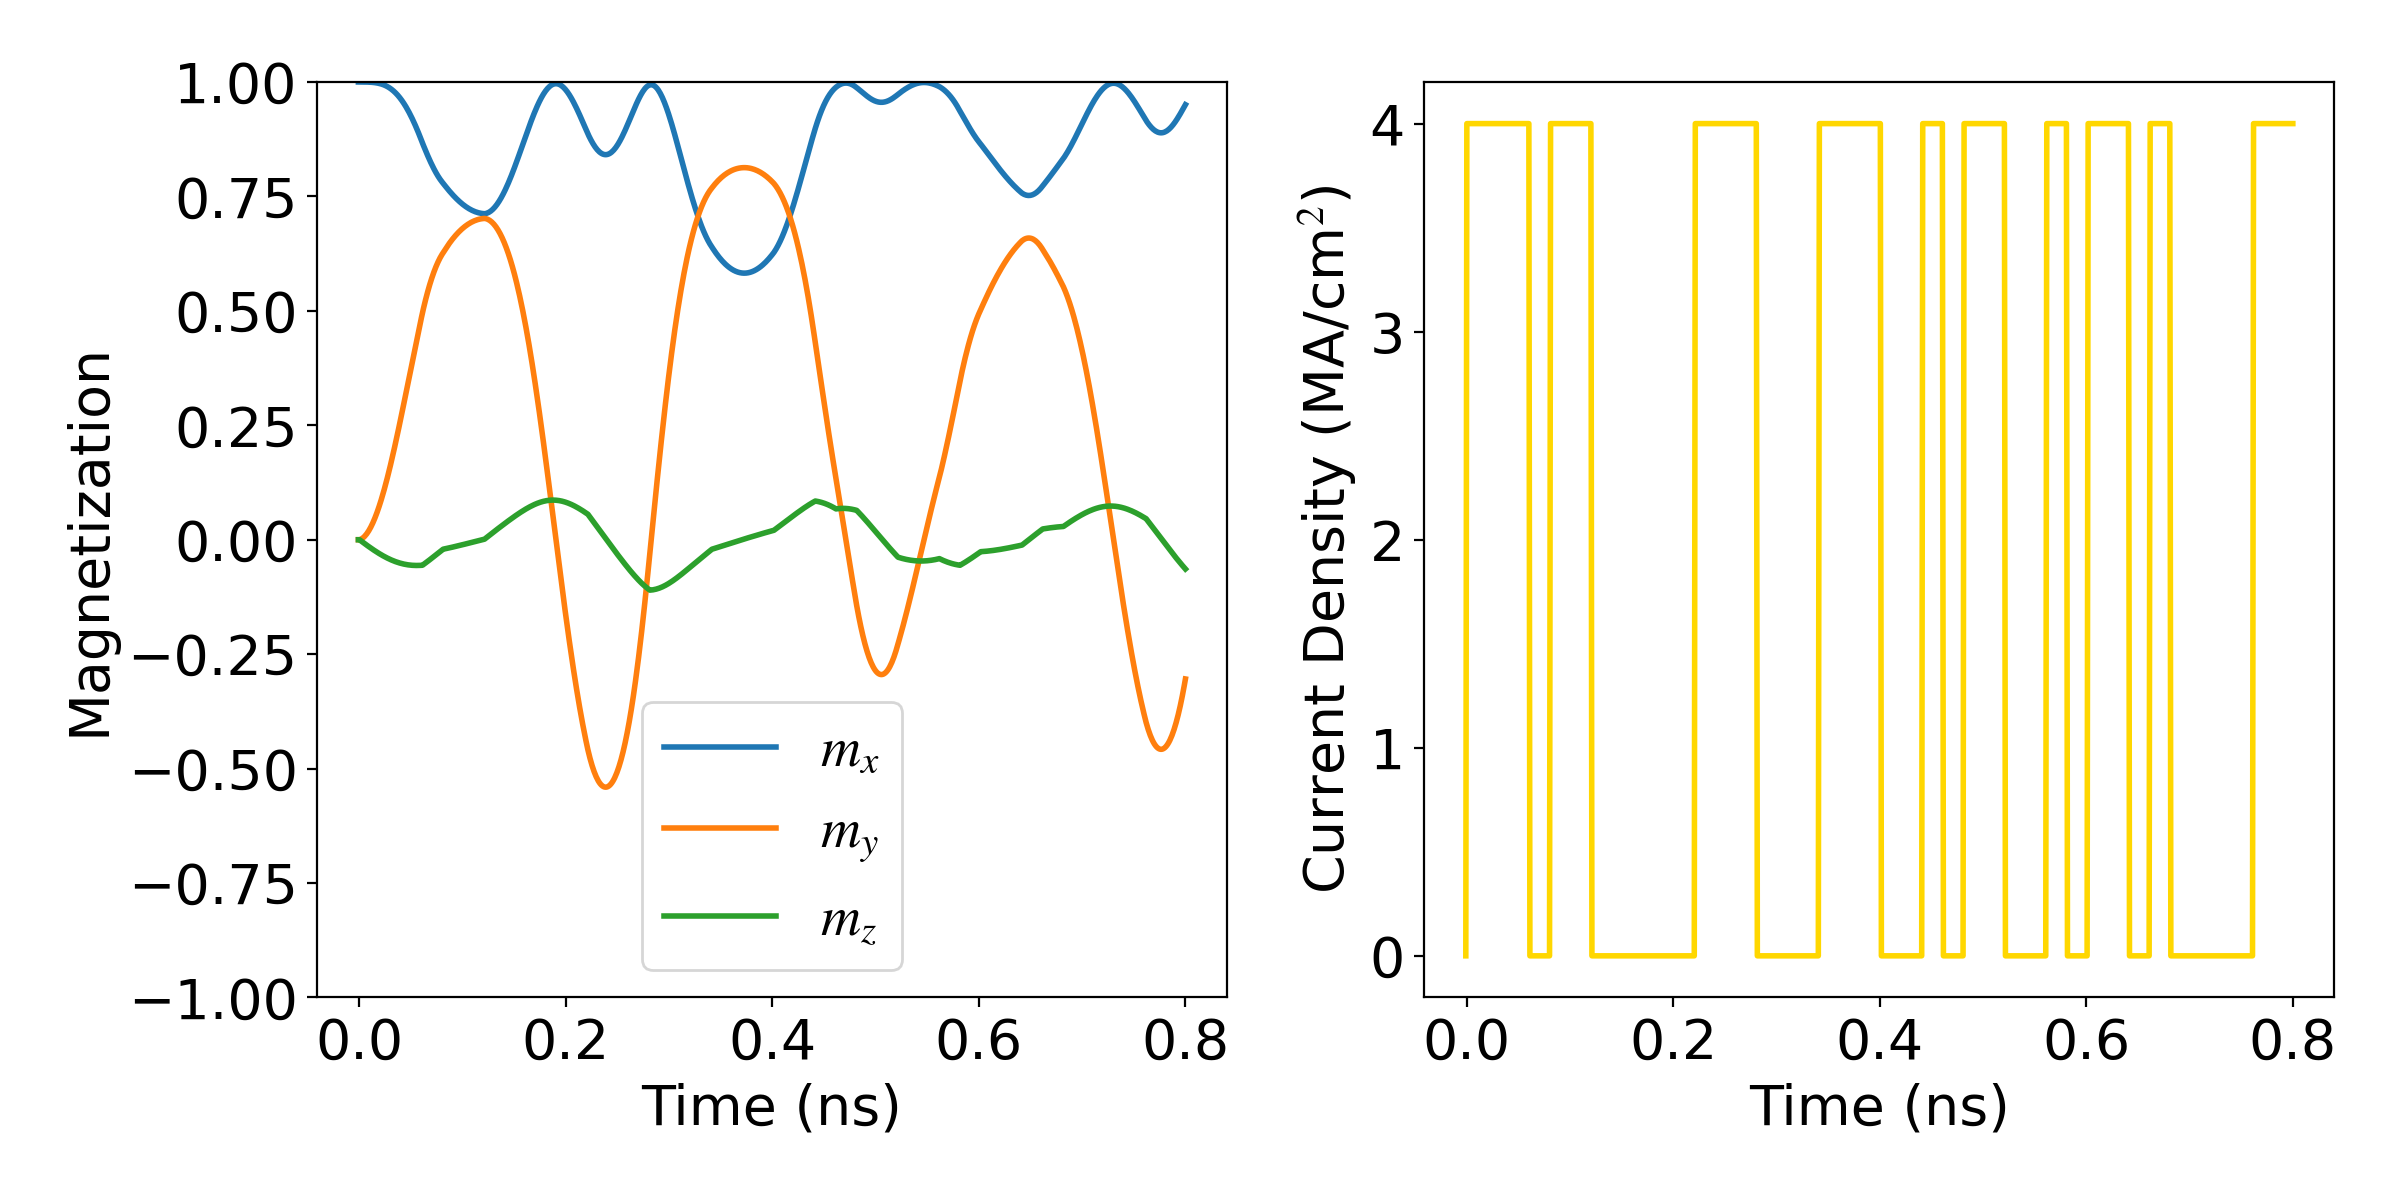 1.00
0.75
0.50
0.25
0.00
−0.25
−0.50
−0.75
−1.00
Magnetization
0.0 0.2 0.4 0.6 0.8
Time (ns)
m_x
m_y
m_z
4
3
2
1
0
Current Density (MA/cm²)
0.0 0.2 0.4 0.6 0.8
Time (ns)